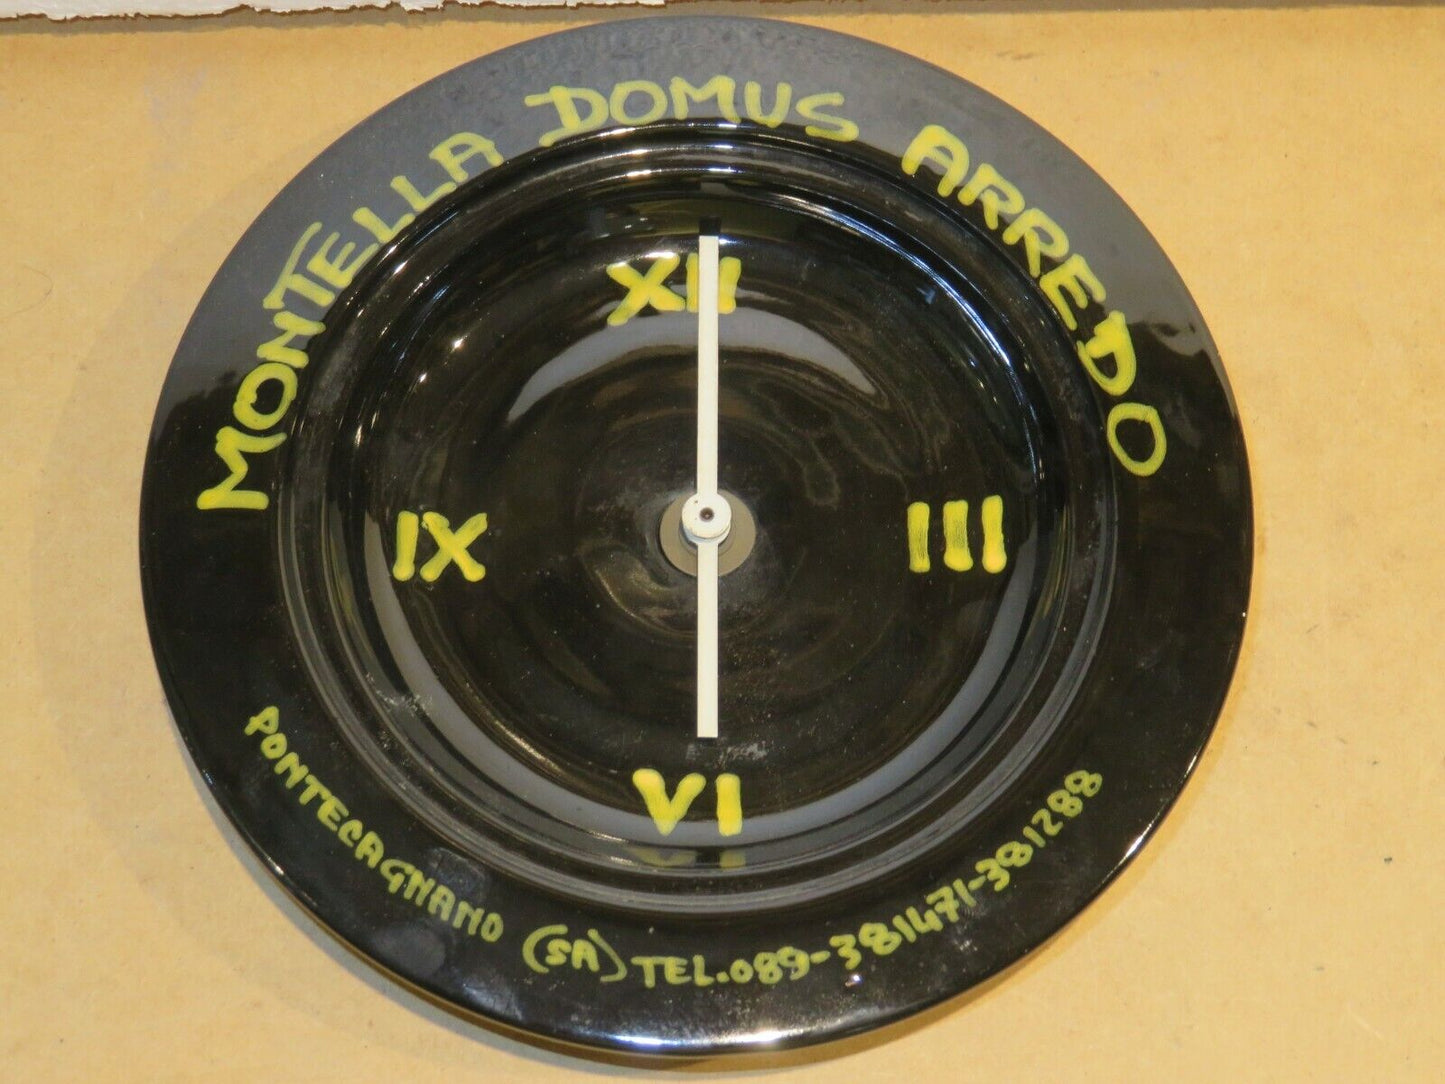 MONTELLA DOMUS ARREDO
XII
IX III
VI
PONTECAGNANO (SA) TEL. 089-381471-381288